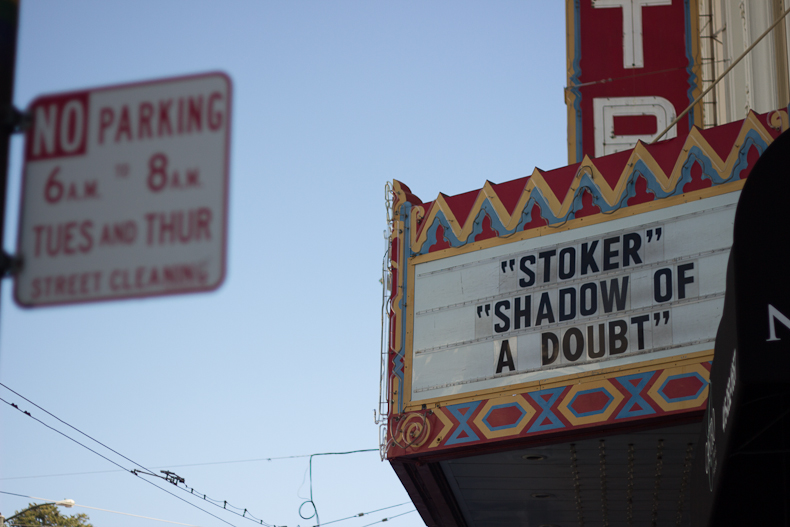 NO PARKING
6 A.M. TO 8 A.M.
TUES AND THUR
STREET CLEANING
T
R
"STOKER"
"SHADOW OF
A DOUBT"
N